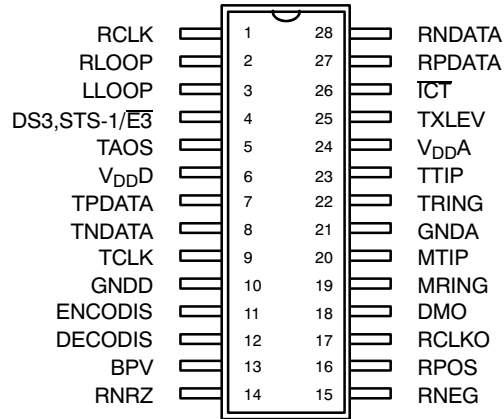 RCLK 1 28 RNDATA
RLOOP 2 27 RPDATA
LLOOP 3 26 I̅C̅T̅
DS3,STS-1/E̅3̅ 4 25 TXLEV
TAOS 5 24 VDDA
VDDD 6 23 TTIP
TPDATA 7 22 TRING
TNDATA 8 21 GNDA
TCLK 9 20 MTIP
GNDD 10 19 MRING
ENCODIS 11 18 DMO
DECODIS 12 17 RCLKO
BPV 13 16 RPOS
RNRZ 14 15 RNEG